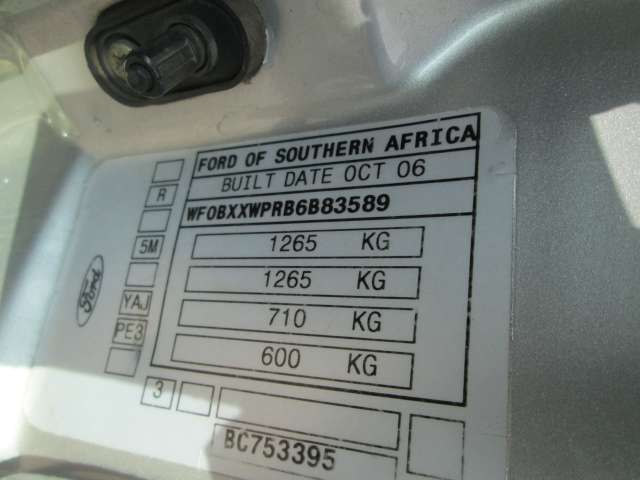 FORD OF SOUTHERN AFRICA
BUILT DATE OCT 06
WF0BXXWPRB6B83589
1265 KG
1265 KG
710 KG
600 KG
R
5M
YAJ
PE3
3
BC753395
Ford